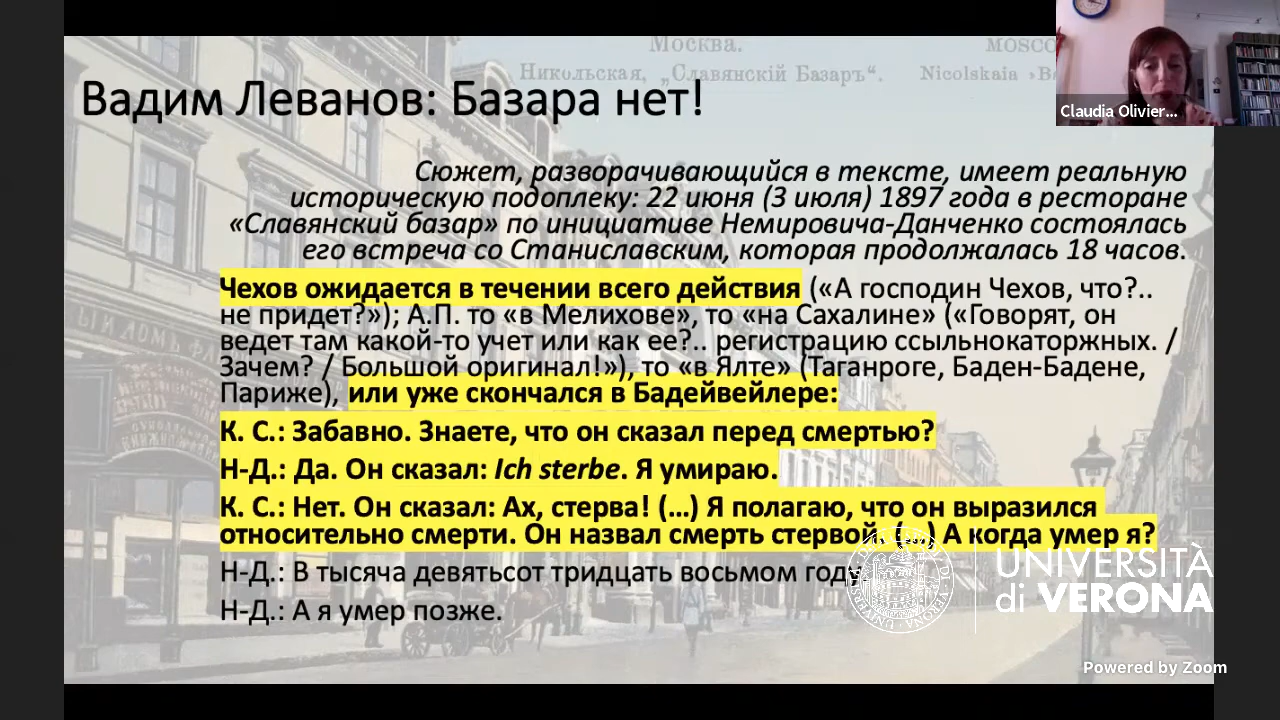 Москва.
MOSCO
Никольская, „Славянскій Базаръ“.
Nicolskaia
Вадим Леванов: Базара нет!
Claudia Olivier...
Сюжет, разворачивающийся в тексте, имеет реальную
историческую подоплеку: 22 июня (3 июля) 1897 года в ресторане
«Славянский базар» по инициативе Немировича-Данченко состоялась
его встреча со Станиславским, которая продолжалась 18 часов.
Чехов ожидается в течении всего действия («А господин Чехов, что?..
не придет?»); А.П. то «в Мелихове», то «на Сахалине» («Говорят, он
ведет там какой-то учет или как ее?.. регистрацию ссыльнокаторжных. /
Зачем? / Большой оригинал!»), то «в Ялте» (Таганроге, Баден-Бадене,
Париже), или уже скончался в Бадейвейлере:
К. С.: Забавно. Знаете, что он сказал перед смертью?
Н-Д.: Да. Он сказал: Ich sterbe. Я умираю.
К. С.: Нет. Он сказал: Ах, стерва! (…) Я полагаю, что он выразился
относительно смерти. Он назвал смерть стервой. (…) А когда умер я?
Н-Д.: В тысяча девятьсот тридцать восьмом году
Н-Д.: А я умер позже.
UNIVERSITÀ
di VERONA
Powered by Zoom